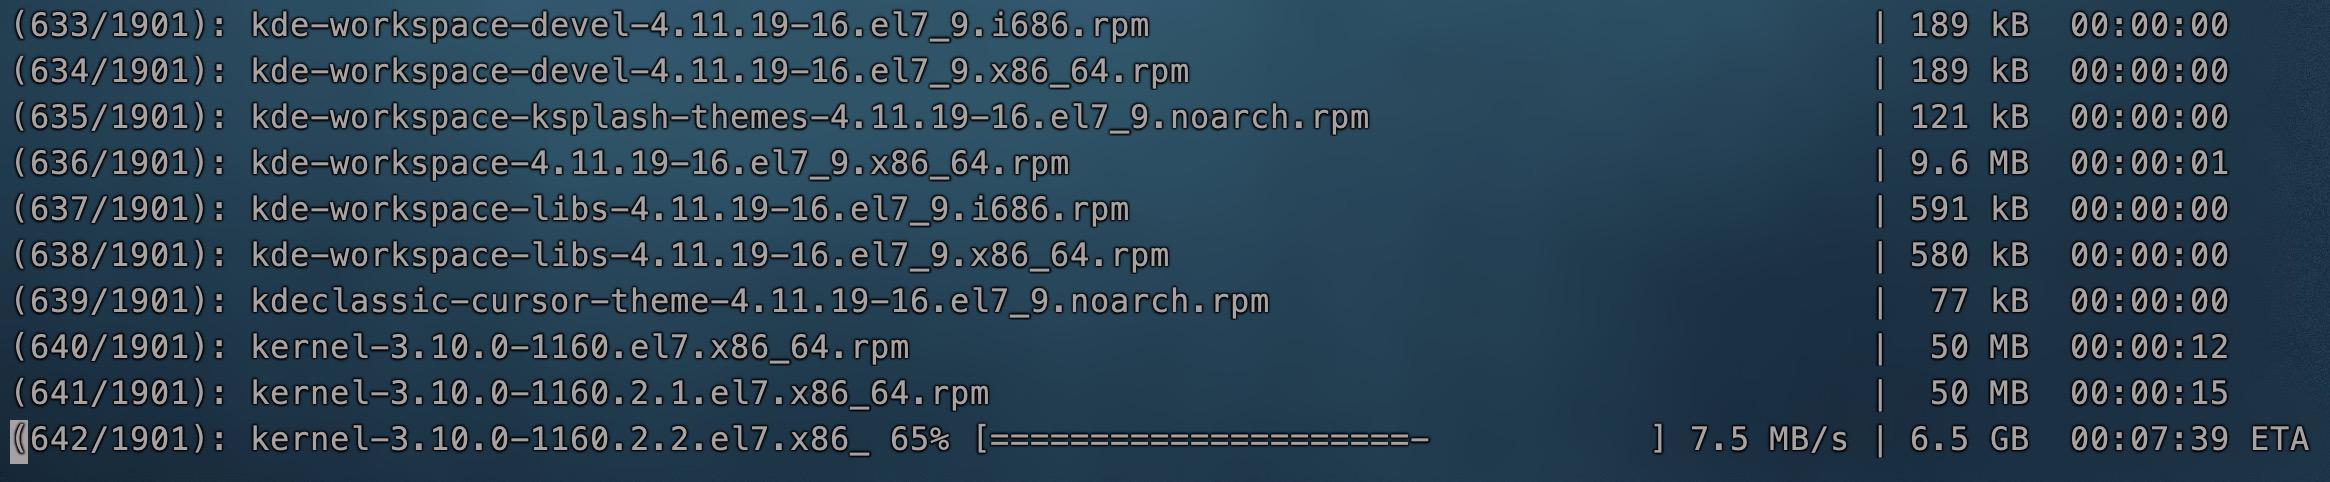 (633/1901): kde-workspace-devel-4.11.19-16.el7_9.i686.rpm | 189 kB 00:00:00
(634/1901): kde-workspace-devel-4.11.19-16.el7_9.x86_64.rpm | 189 kB 00:00:00
(635/1901): kde-workspace-ksplash-themes-4.11.19-16.el7_9.noarch.rpm | 121 kB 00:00:00
(636/1901): kde-workspace-4.11.19-16.el7_9.x86_64.rpm | 9.6 MB 00:00:01
(637/1901): kde-workspace-libs-4.11.19-16.el7_9.i686.rpm | 591 kB 00:00:00
(638/1901): kde-workspace-libs-4.11.19-16.el7_9.x86_64.rpm | 580 kB 00:00:00
(639/1901): kdeclassic-cursor-theme-4.11.19-16.el7_9.noarch.rpm | 77 kB 00:00:00
(640/1901): kernel-3.10.0-1160.el7.x86_64.rpm | 50 MB 00:00:12
(641/1901): kernel-3.10.0-1160.2.1.el7.x86_64.rpm | 50 MB 00:00:15
(642/1901): kernel-3.10.0-1160.2.2.el7.x86_ 65% [=====================- ] 7.5 MB/s | 6.5 GB 00:07:39 ETA